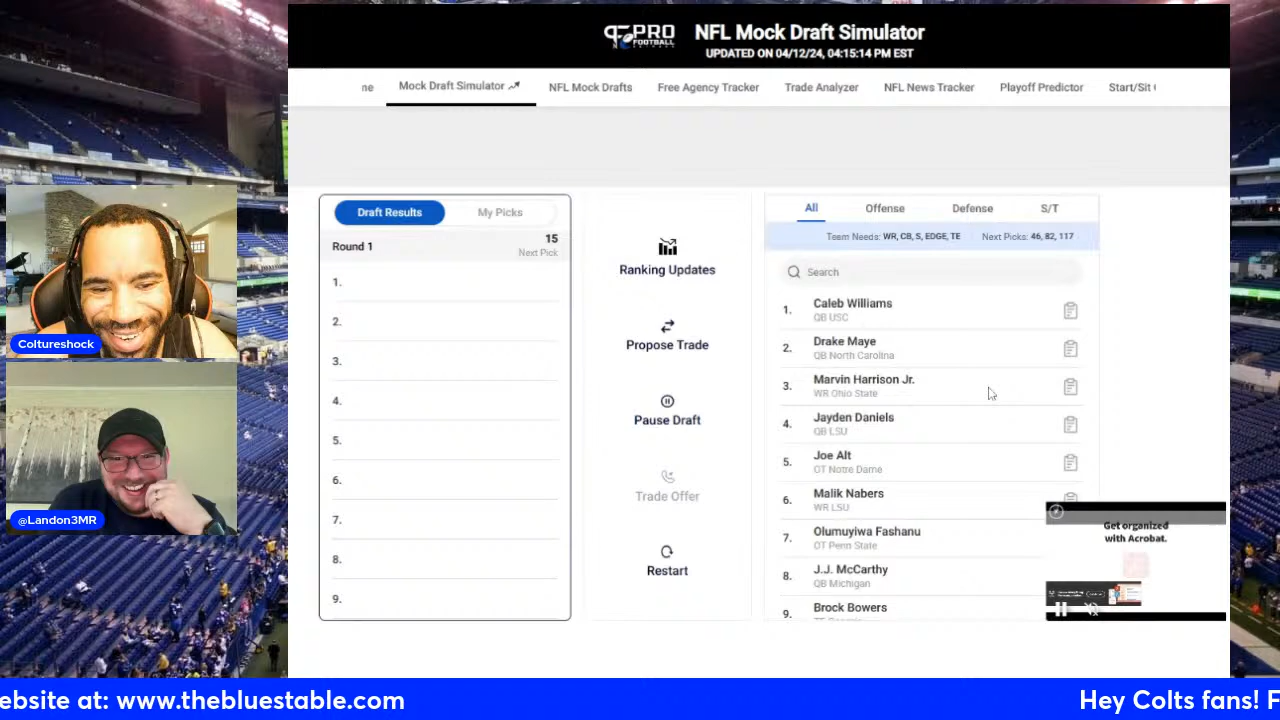 PRO
FOOTBALL
NETWORK
NFL Mock Draft Simulator
UPDATED ON 04/12/24, 04:15:14 PM EST
me
Mock Draft Simulator
NFL Mock Drafts
Free Agency Tracker
Trade Analyzer
NFL News Tracker
Playoff Predictor
Start/Sit
Draft Results
My Picks
Round 1
15
Next Pick
1.
2.
3.
4.
5.
6.
7.
8.
9.
Ranking Updates
Propose Trade
Pause Draft
Trade Offer
Restart
All
Offense
Defense
S/T
Team Needs: WR, CB, S, EDGE, TE
Next Picks: 46, 82, 117
Search
1.
Caleb Williams
QB USC
2.
Drake Maye
QB North Carolina
3.
Marvin Harrison Jr.
WR Ohio State
4.
Jayden Daniels
QB LSU
5.
Joe Alt
OT Notre Dame
6.
Malik Nabers
WR LSU
7.
Olumuyiwa Fashanu
OT Penn State
8.
J.J. McCarthy
QB Michigan
9.
Brock Bowers
Get organized
with Acrobat.
Coltureshock
@Landon3MR
ebsite at: www.thebluestable.com
Hey Colts fans! F